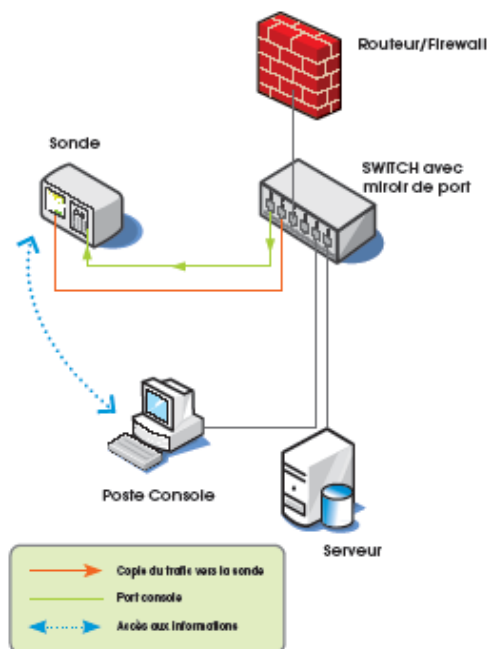 Routeur/Firewall
Sonde
SWITCH avec
miroir de port
Poste Console
Serveur
Copie du trafic vers la sonde
Port console
Accès aux informations